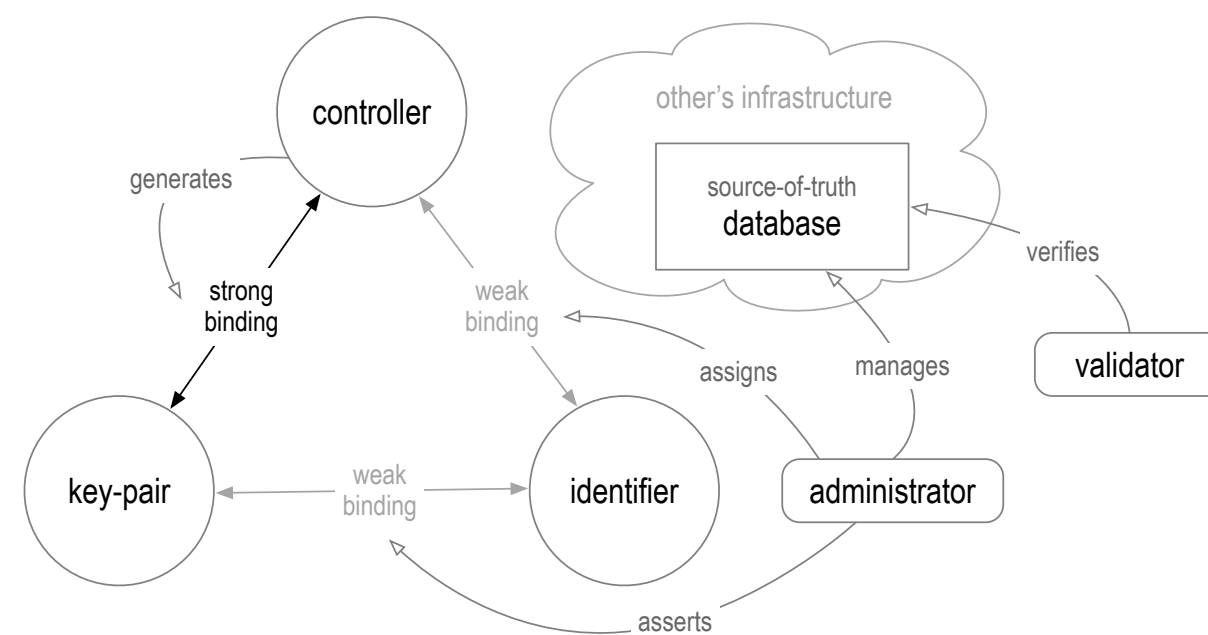 controller
other's infrastructure
generates
source-of-truth
database
verifies
strong
binding
weak
binding
assigns
manages
validator
key-pair
weak
binding
identifier
administrator
asserts